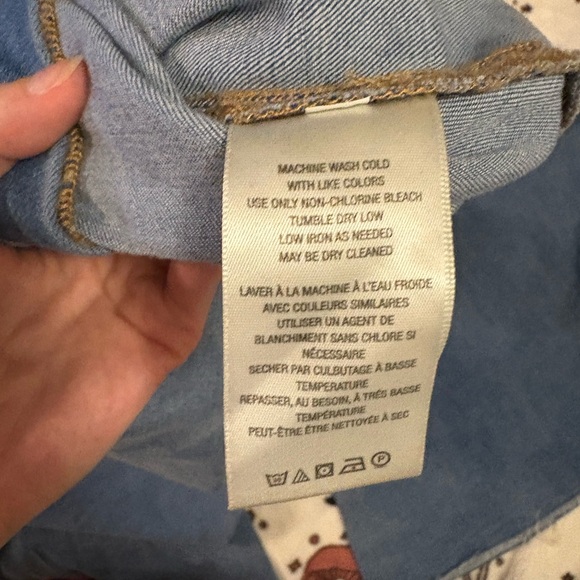 MACHINE WASH COLD
WITH LIKE COLORS
USE ONLY NON-CHLORINE BLEACH
TUMBLE DRY LOW
LOW IRON AS NEEDED
MAY BE DRY CLEANED
LAVER À LA MACHINE À L'EAU FROIDE
AVEC COULEURS SIMILAIRES
UTILISER UN AGENT DE
BLANCHIMENT SANS CHLORE SI
NÉCESSAIRE
SECHER PAR CULBUTAGE À BASSE
TEMPERATURE
REPASSER, AU BESOIN, À TRÉS BASSE
TEMPÉRATURE
PEUT-ÊTRE ÊTRE NETTOYÉE À SEC
P